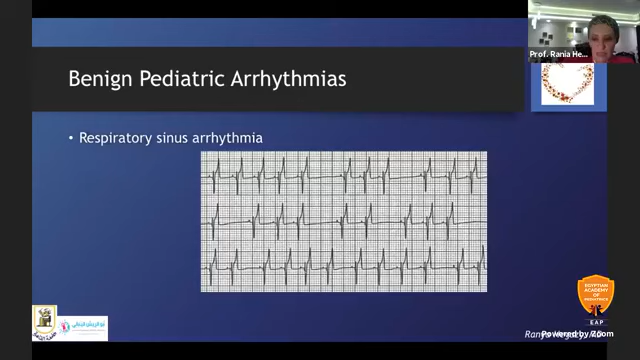 Prof. Rania He...
Benign Pediatric Arrhythmias
• Respiratory sinus arrhythmia
EGYPTIAN
ACADEMY
OF
PEDIATRICS
EAP
Powered by Zoom